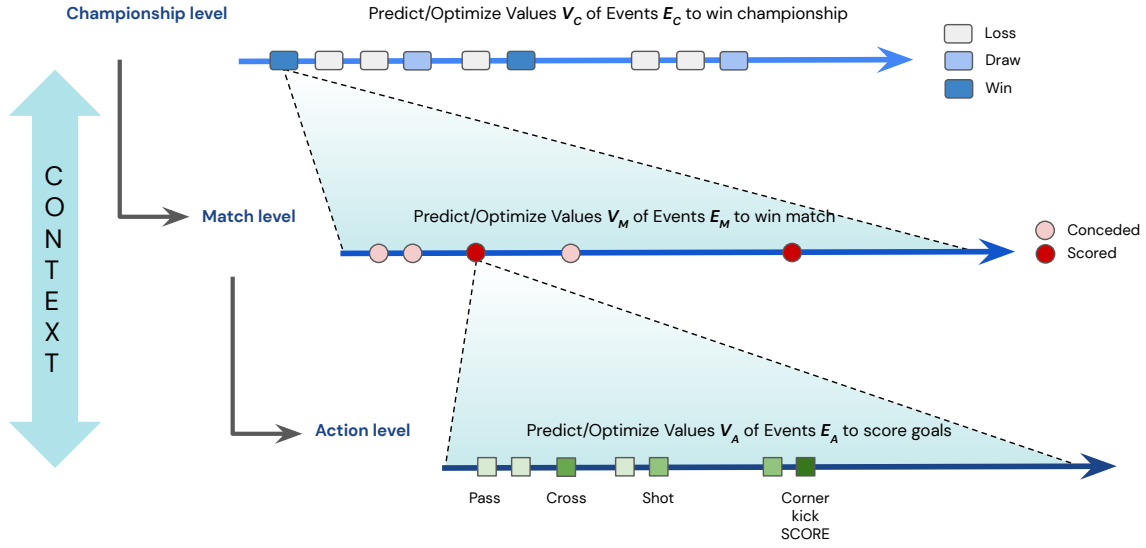 Championship level
Predict/Optimize Values V_C of Events E_C to win championship
Loss
Draw
Win
CONTEXT
Match level
Predict/Optimize Values V_M of Events E_M to win match
Conceded
Scored
Action level
Predict/Optimize Values V_A of Events E_A to score goals
Pass
Cross
Shot
Corner
kick
SCORE